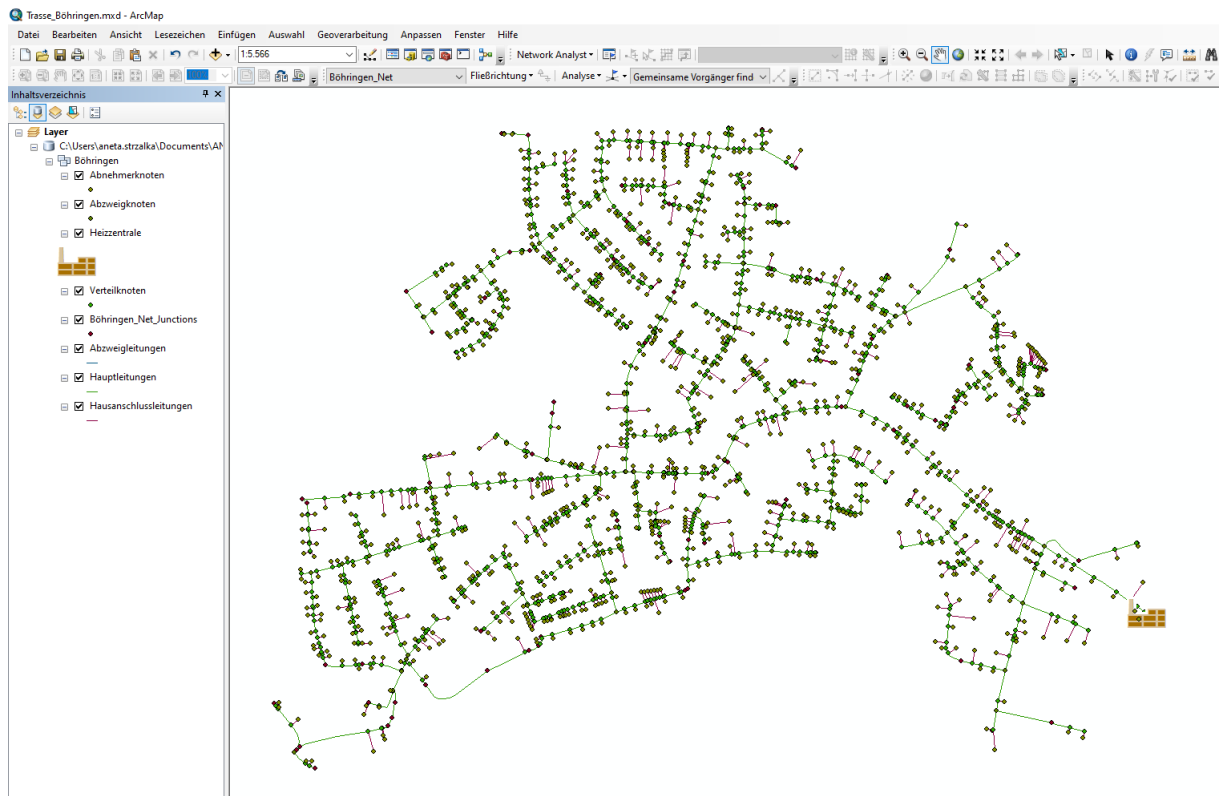 Trasse_Böhringen.mxd - ArcMap
Datei Bearbeiten Ansicht Lesezeichen Einfügen Auswahl Geoverarbeitung Anpassen Fenster Hilfe
1:5.566 Network Analyst
Böhringen_Net Fließrichtung Analyse Gemeinsame Vorgänger find
Inhaltsverzeichnis
Layer
C:\Users\aneta.strzalka\Documents\AN
Böhringen
Abnehmerknoten
Abzweigknoten
Heizzentrale
Verteilknoten
Böhringen_Net_Junctions
Abzweigleitungen
Hauptleitungen
Hausanschlussleitungen